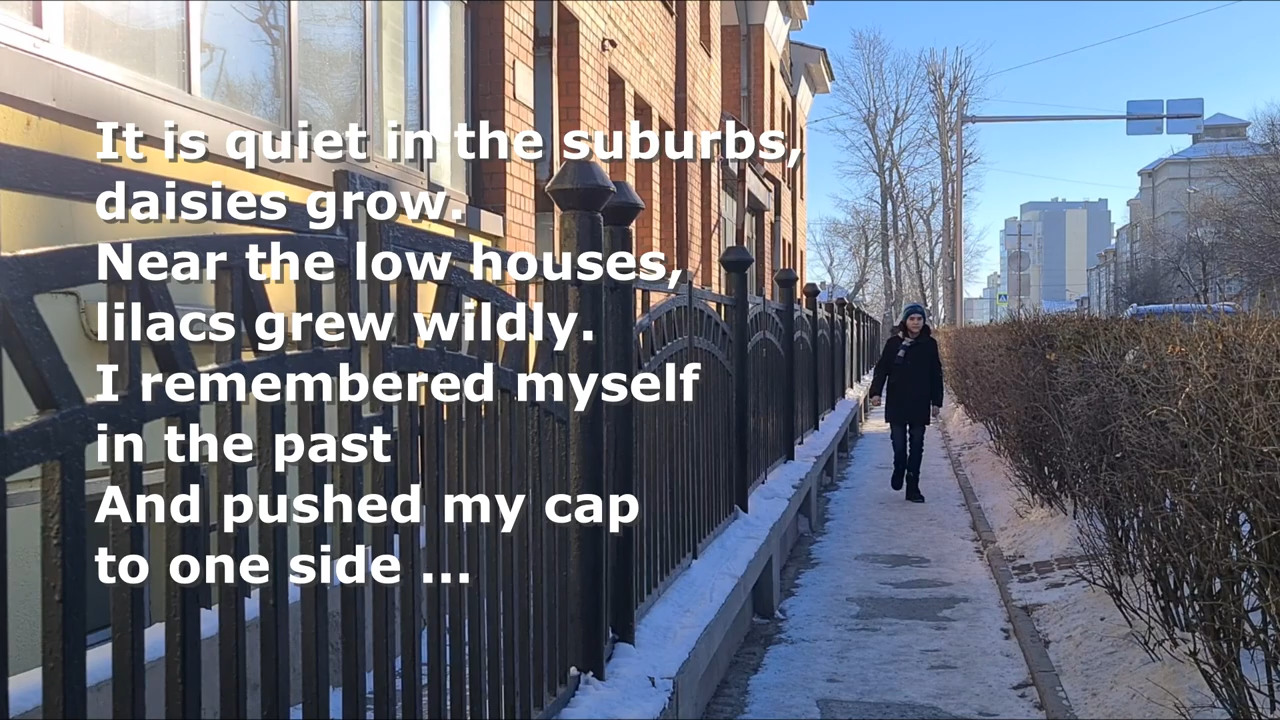 It is quiet in the suburbs,
daisies grow.
Near the low houses,
lilacs grew wildly.
I remembered myself
in the past
And pushed my cap
to one side ...